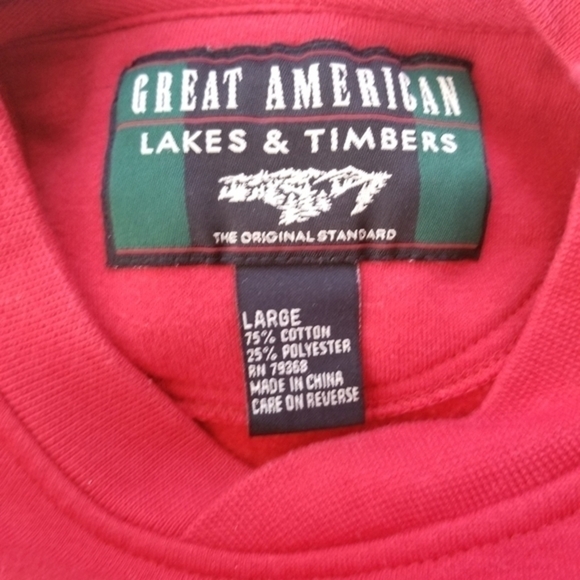 GREAT AMERICAN
LAKES & TIMBERS
THE ORIGINAL STANDARD
LARGE
75% COTTON
25% POLYESTER
RN 79368
MADE IN CHINA
CARE ON REVERSE